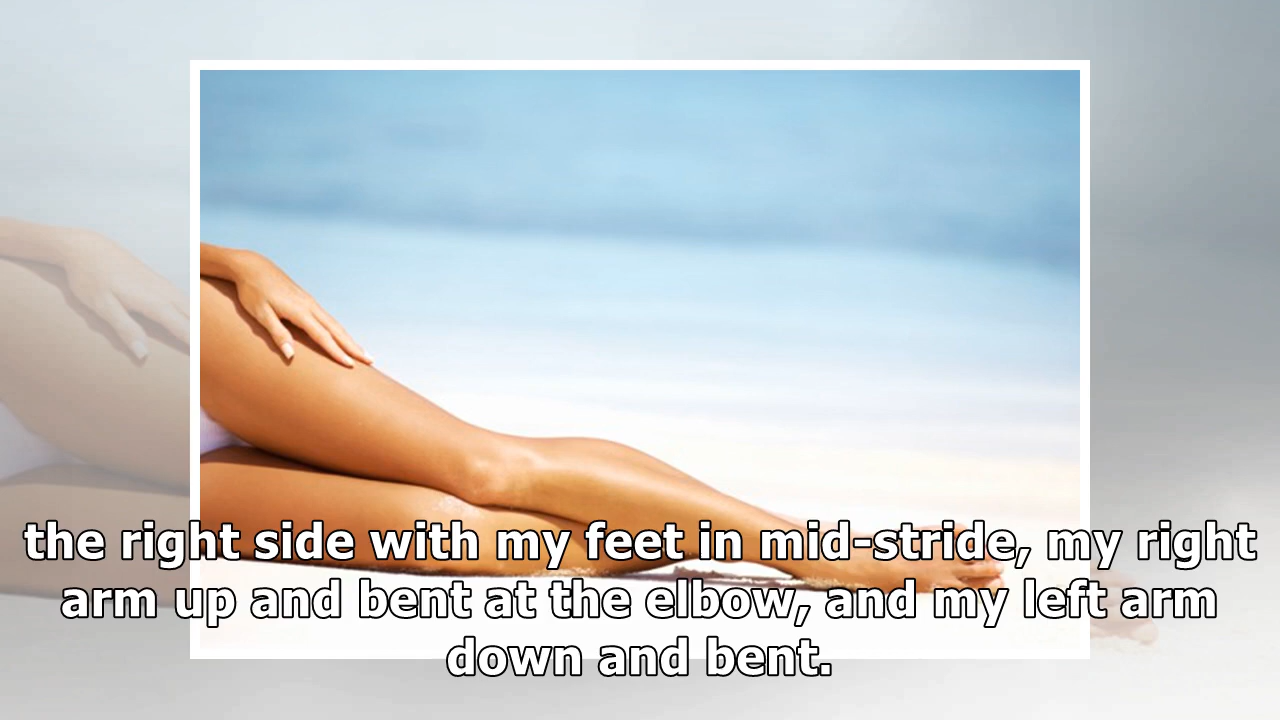 the right side with my feet in mid-stride, my right
arm up and bent at the elbow, and my left arm
down and bent.